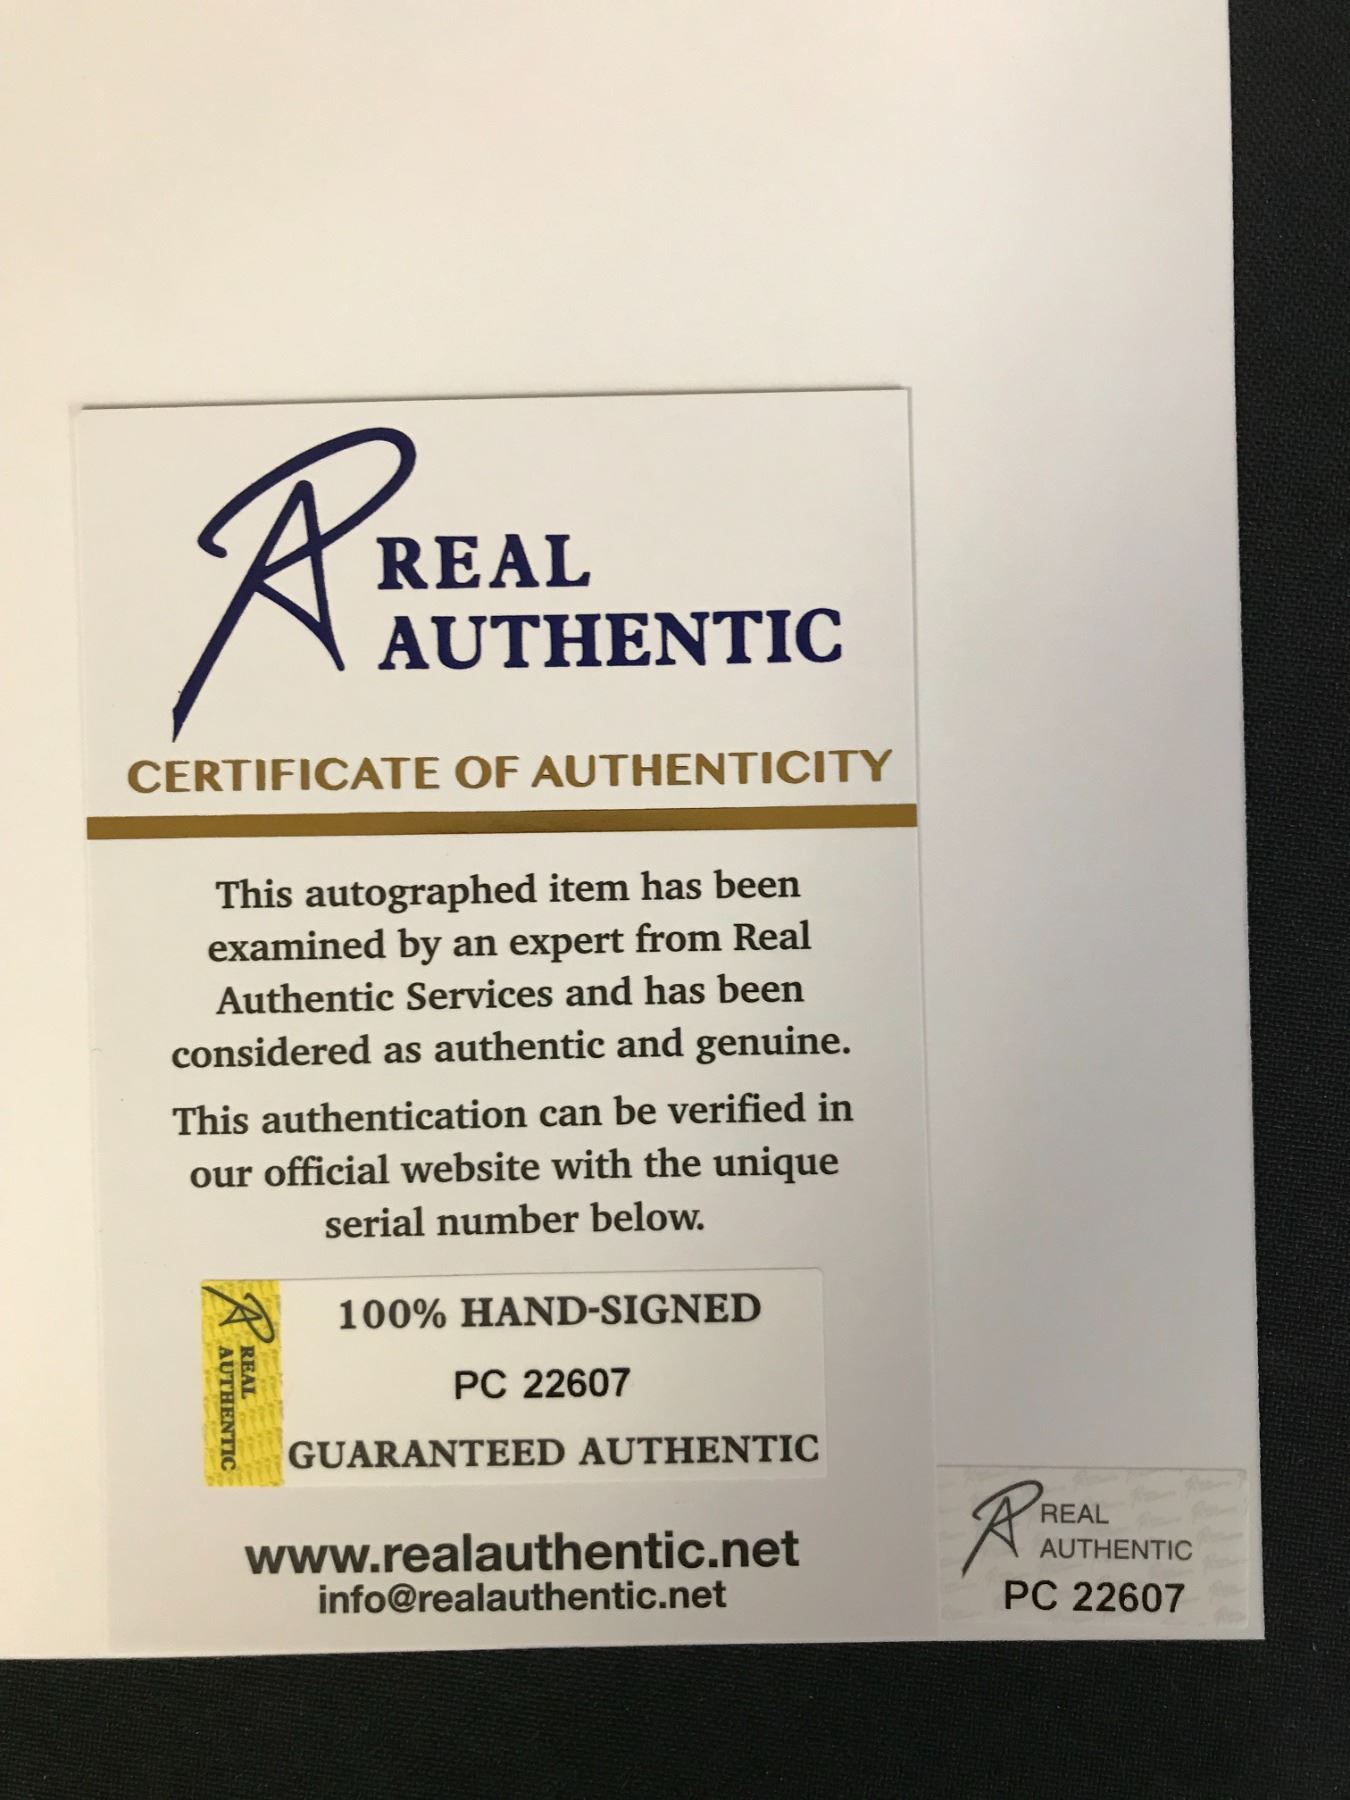 REAL
AUTHENTIC
CERTIFICATE OF AUTHENTICITY
This autographed item has been
examined by an expert from Real
Authentic Services and has been
considered as authentic and genuine.
This authentication can be verified in
our official website with the unique
serial number below.
REAL
AUTHENTIC
100% HAND-SIGNED
PC 22607
GUARANTEED AUTHENTIC
www.realauthentic.net
info@realauthentic.net
REAL
AUTHENTIC
PC 22607